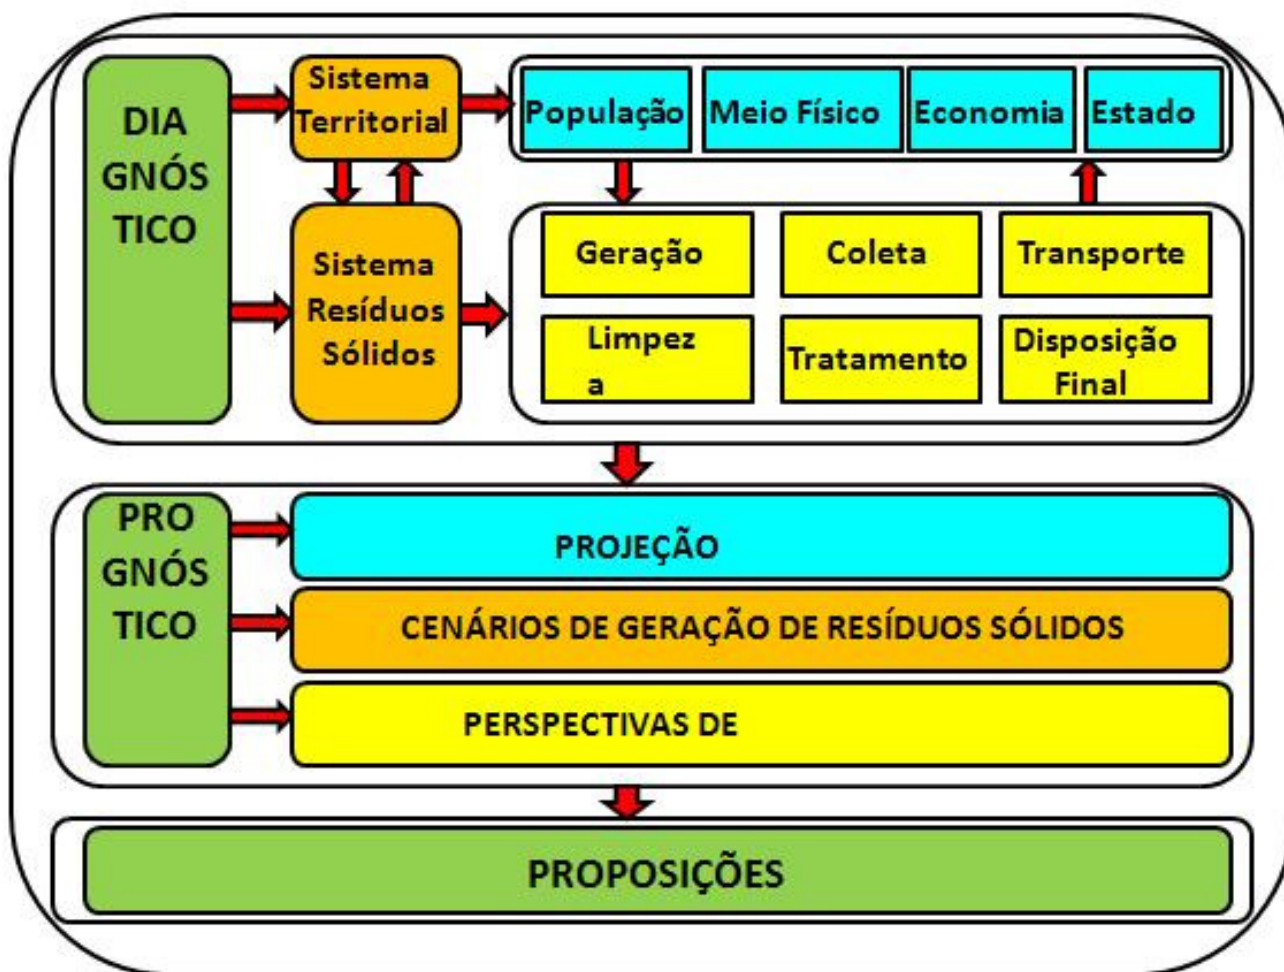 DIA
GNÓS
TICO
Sistema
Territorial
População
Meio Físico
Economia
Estado
Sistema
Resíduos
Sólidos
Geração
Coleta
Transporte
Limpez
a
Tratamento
Disposição
Final
PRO
GNÓS
TICO
PROJEÇÃO
CENÁRIOS DE GERAÇÃO DE RESÍDUOS SÓLIDOS
PERSPECTIVAS DE
PROPOSIÇÕES